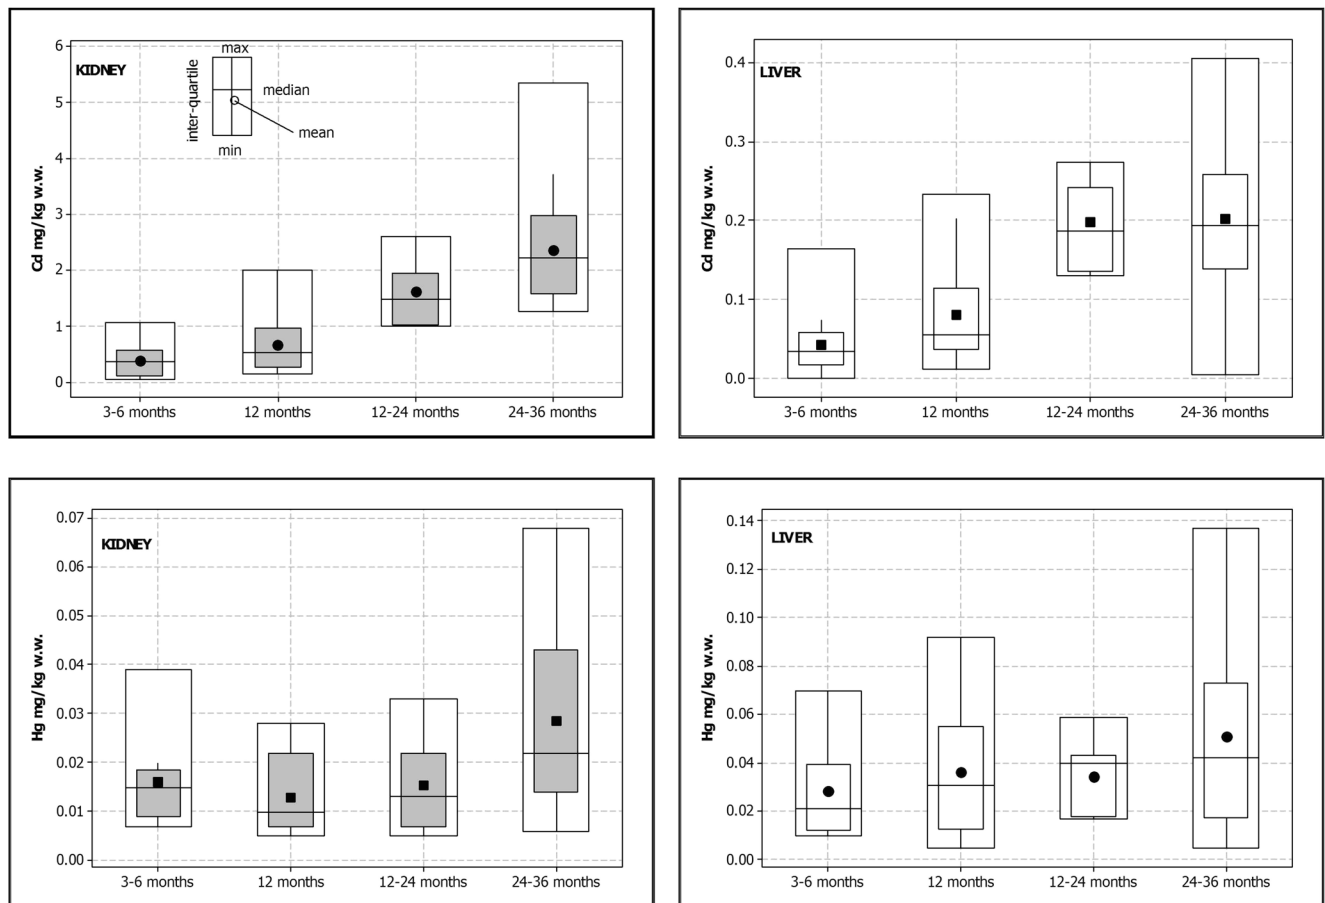 KIDNEY
max
inter-quartile
median
mean
min
Cd mg/kg w.w.
6
5
4
3
2
1
0
3-6 months 12 months 12-24 months 24-36 months
LIVER
Cd mg/kg w.w.
0.4
0.3
0.2
0.1
0.0
3-6 months 12 months 12-24 months 24-36 months
KIDNEY
Hg mg/kg w.w.
0.07
0.06
0.05
0.04
0.03
0.02
0.01
0.00
3-6 months 12 months 12-24 months 24-36 months
LIVER
Hg mg/kg w.w.
0.14
0.12
0.10
0.08
0.06
0.04
0.02
0.00
3-6 months 12 months 12-24 months 24-36 months